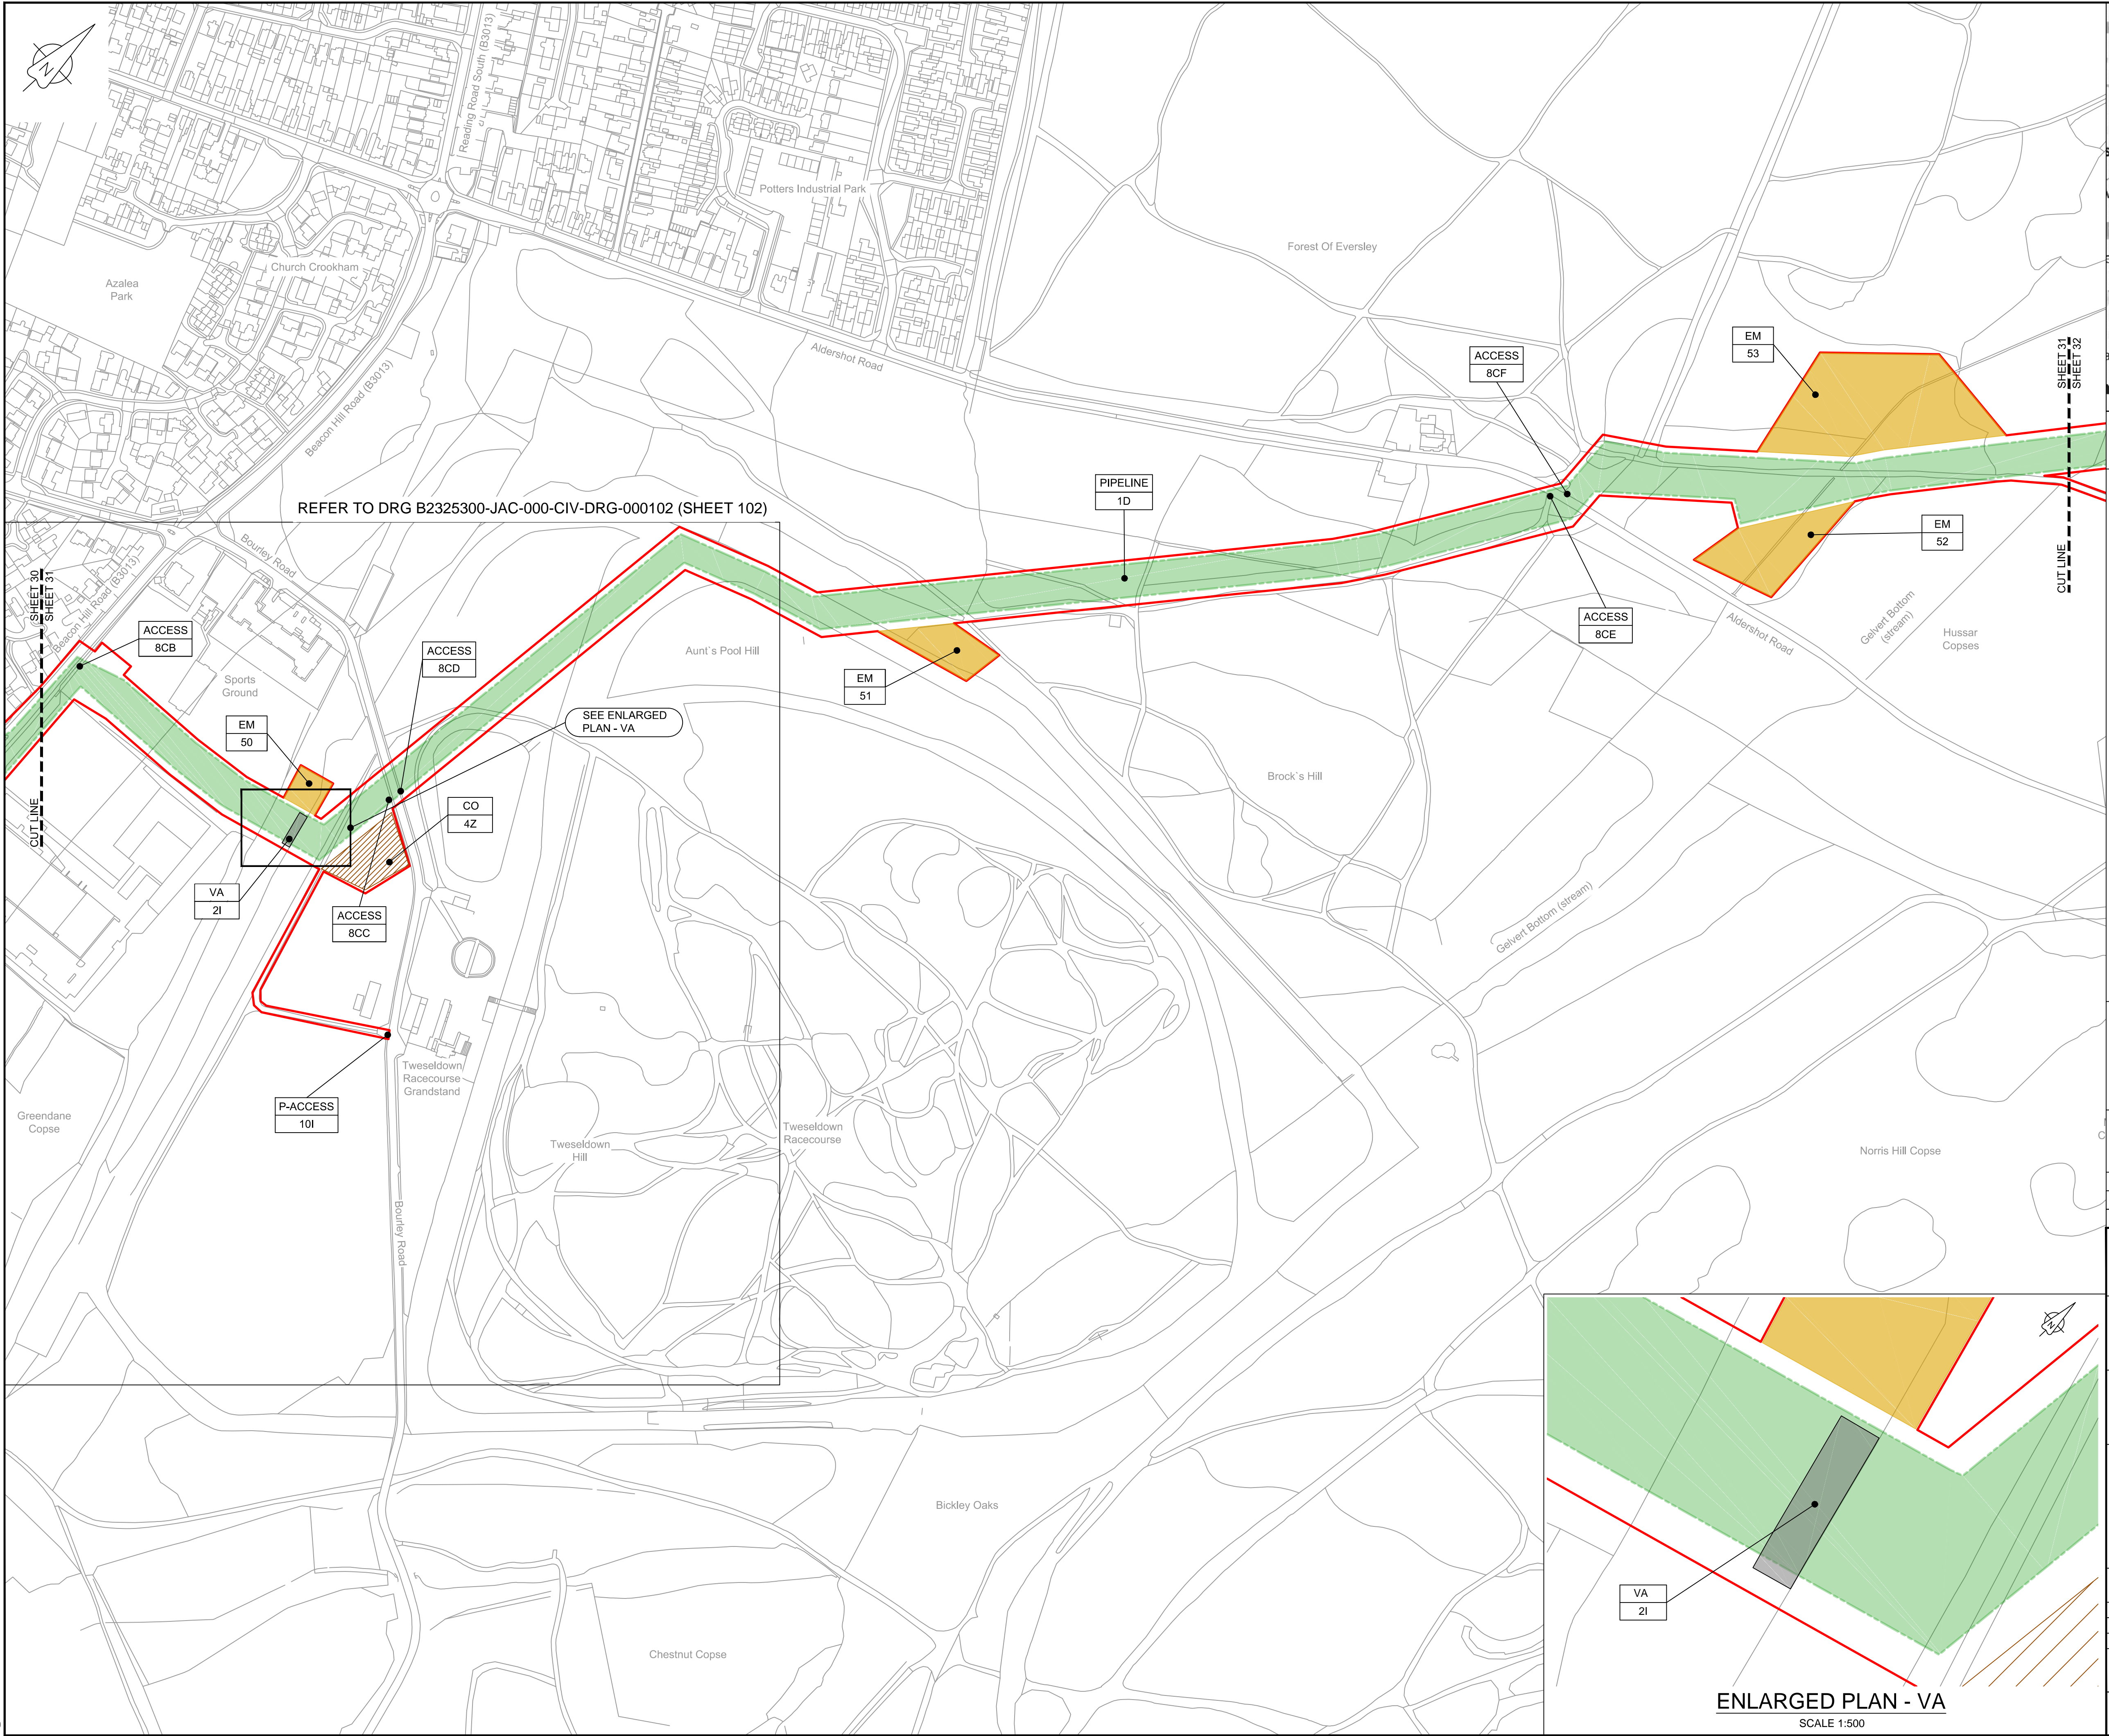 N
Reading Road South (B3013)
Potters Industrial Park
Forest Of Eversley
Church Crookham
Azalea
Park
Beacon Hill Road (B3013)
Aldershot Road
ACCESS
8CF
EM
53
SHEET 31
SHEET 32
CUT LINE
REFER TO DRG B2325300-JAC-000-CIV-DRG-000102 (SHEET 102)
PIPELINE
1D
EM
52
Bourley Road
SHEET 30
SHEET 31
CUT LINE
Beacon Hill Road (B3013)
ACCESS
8CB
Sports
Ground
ACCESS
8CD
Aunt`s Pool Hill
EM
51
ACCESS
8CE
Aldershot Road
Gelvert Bottom
(stream)
Hussar
Copses
EM
50
SEE ENLARGED
PLAN - VA
Brock`s Hill
CO
4Z
VA
2I
ACCESS
8CC
Gelvert Bottom (stream)
Tweseldown
Racecourse
Grandstand
P-ACCESS
10I
Greendane
Copse
Tweseldown
Hill
Tweseldown
Racecourse
Norris Hill Copse
Bourley Road
Bickley Oaks
Chestnut Copse
N
VA
2I
ENLARGED PLAN - VA
SCALE 1:500